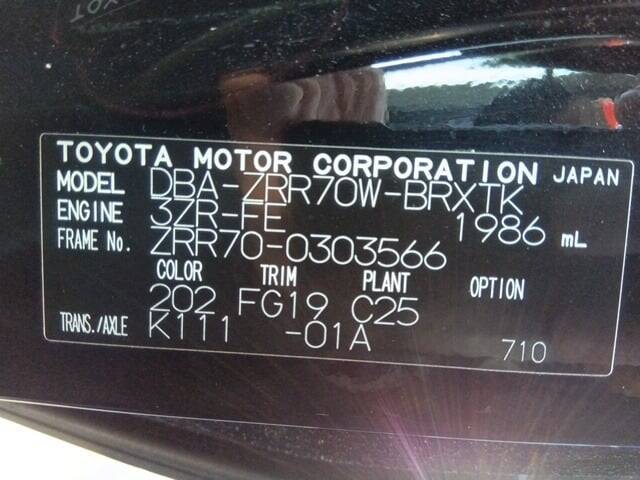 TOYOTA MOTOR CORPORATION JAPAN
MODEL DBA-ZRR70W-BRXTK
ENGINE 3ZR-FE 1986 mL
FRAME No. ZRR70-0303566
COLOR TRIM PLANT OPTION
202 FG19 C25
TRANS./AXLE K111 -01A
710